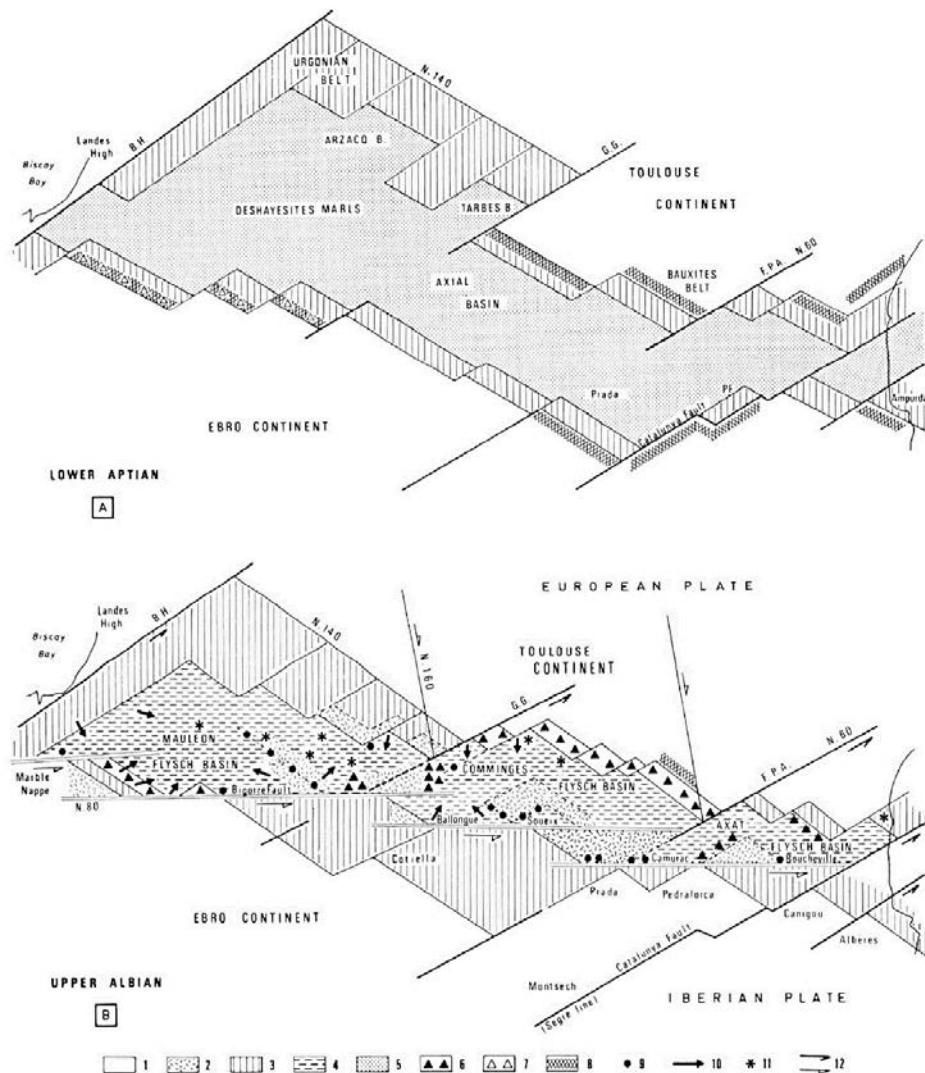 URGONIAN
BELT
N. 140
ARZACQ B.
B.H
Landes
High
Biscay
Bay
G.G.
TOULOUSE
CONTINENT
DESHAYESITES MARLS
TARBES B
F.P.A. N.60
BAUXITES
BELT
AXIAL
BASIN
Prada
PF
Catalunya Fault
Ampurda
EBRO CONTINENT
LOWER APTIAN
A
EUROPEAN PLATE
B.H
Landes
High
Biscay
Bay
N.140
N 160
TOULOUSE
CONTINENT
G.G
MAULEON
FLYSCH BASIN
COMMINGES
FLYSCH BASIN
F.P.A. N.60
Marble
Nappe
N.80
Bigorre Fault
Ballongue
Soueix
AXAT
FLYSCH BASIN
Camurac
Boucheville
Cotiella
Prada
Pedraforca
Canigou
Alberes
EBRO CONTINENT
Catalunya Fault
Montsech
(Segre line)
UPPER ALBIAN
IBERIAN PLATE
B
1 2 3 4 5 6 7 8 9 10 11 12